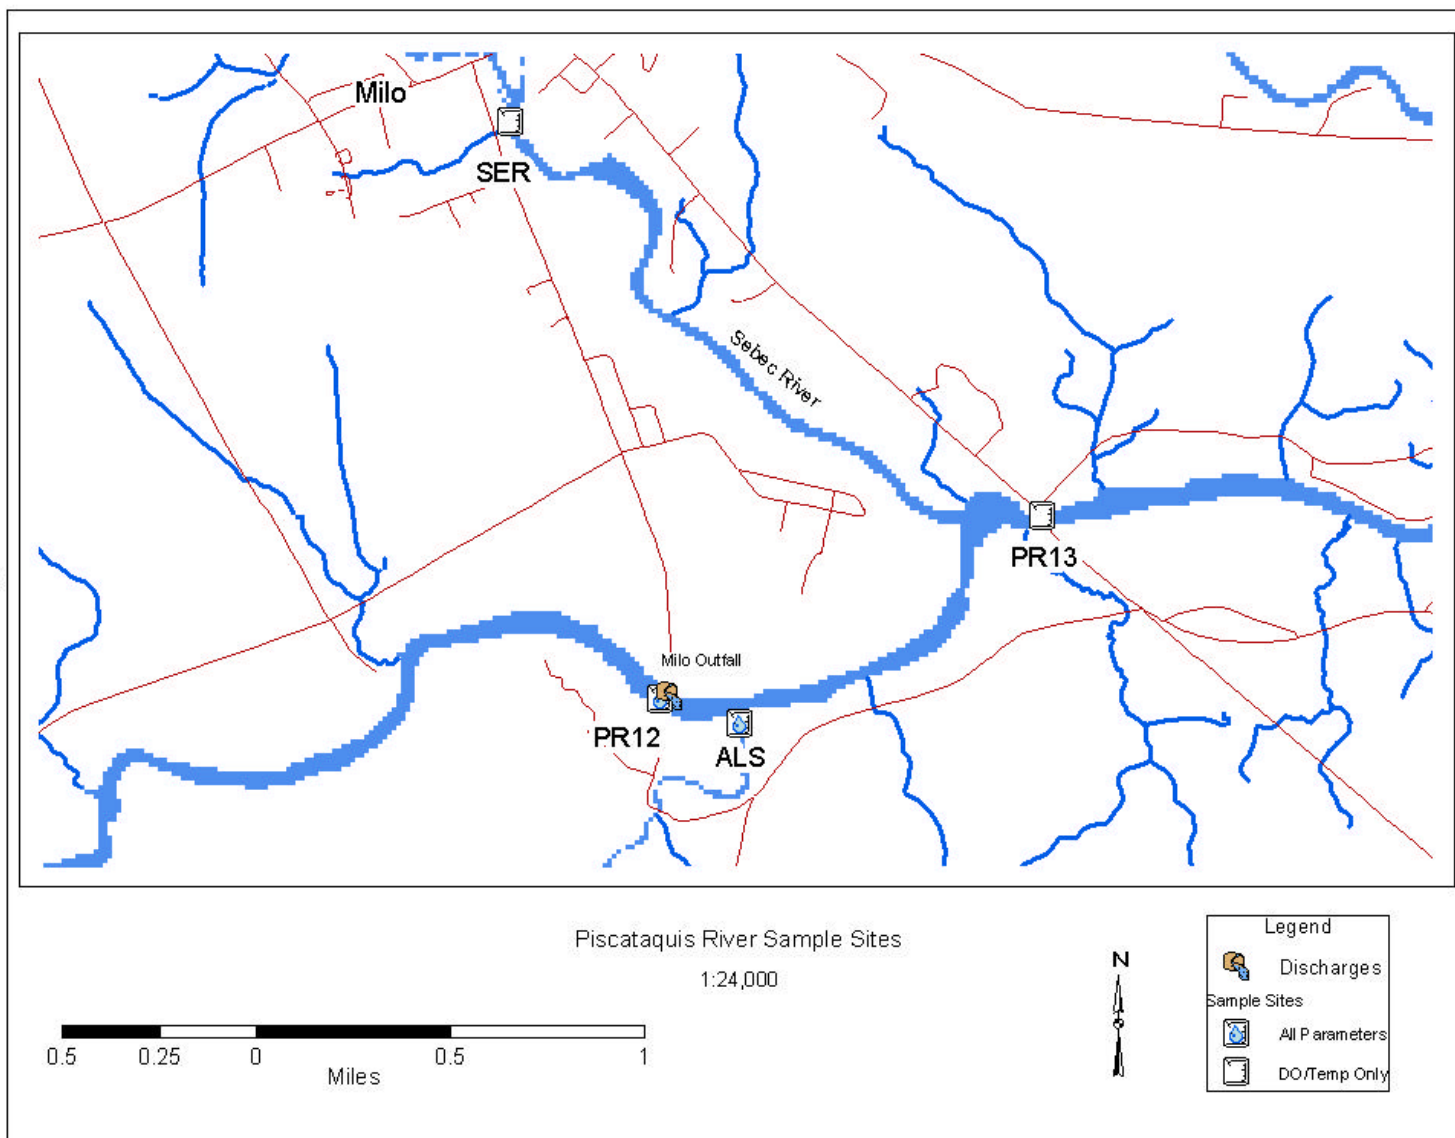 Milo
SER
Sebec River
PR13
Milo Outfall
PR12
ALS
Piscataquis River Sample Sites
1:24,000
0.5 0.25 0 0.5 1
Miles
N
Legend
Discharges
Sample Sites
All Parameters
DO/Temp Only